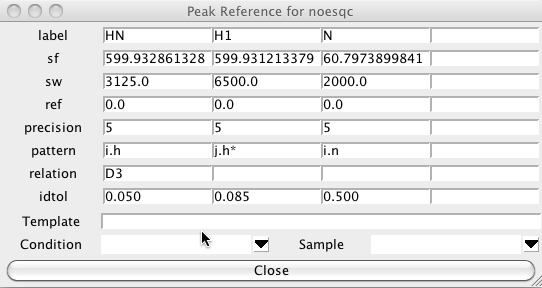 Peak Reference for noesqc
label HN H1 N
sf 599.932861328 599.931213379 60.7973899841
sw 3125.0 6500.0 2000.0
ref 0.0 0.0 0.0
precision 5 5 5
pattern i.h j.h* i.n
relation D3
idtol 0.050 0.085 0.500
Template
Condition Sample
Close